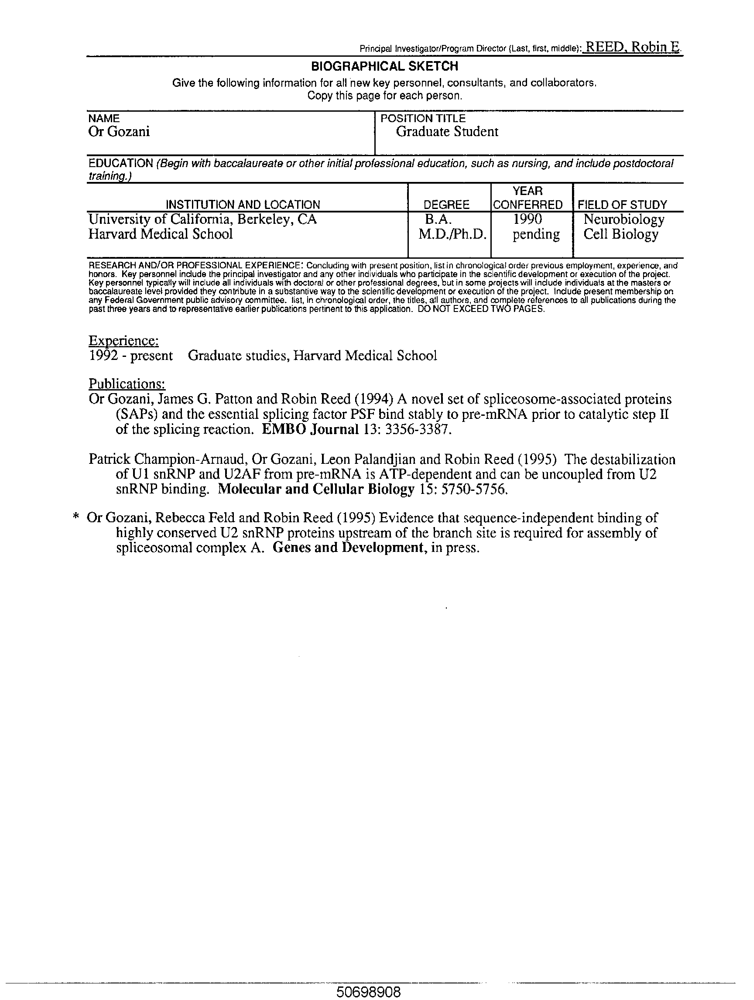 Principal Investigator/Program Director (Last, first, middle): REED, Robin E
BIOGRAPHICAL SKETCH
Give the following information for all new key personnel, consultants, and collaborators.
Copy this page for each person.
NAME
Or Gozani
POSITION TITLE
Graduate Student
EDUCATION (Begin with baccalaureate or other initial professional education, such as nursing, and include postdoctoral
training.)
INSTITUTION AND LOCATION DEGREE YEAR CONFERRED FIELD OF STUDY
University of California, Berkeley, CA B.A. 1990 Neurobiology
Harvard Medical School M.D./Ph.D. pending Cell Biology
RESEARCH AND/OR PROFESSIONAL EXPERIENCE: Concluding with present position, list in chronological order previous employment, experience, and
honors. Key personnel include the principal investigator and any other individuals who participate in the scientific development or execution of the project.
Key personnel typically will include all individuals with doctoral or other professional degrees, but in some projects will include individuals at the masters or
baccalaureate level provided they contribute in a substantive way to the scientific development or execution of the project. Include present membership on
any Federal Government public advisory committee. list, in chronological order, the titles, all authors, and complete references to all publications during the
past three years and to representative earlier publications pertinent to this application. DO NOT EXCEED TWO PAGES.
Experience:
1992 - present Graduate studies, Harvard Medical School
Publications:
Or Gozani, James G. Patton and Robin Reed (1994) A novel set of spliceosome-associated proteins
(SAPs) and the essential splicing factor PSF bind stably to pre-mRNA prior to catalytic step II
of the splicing reaction. EMBO Journal 13: 3356-3387.
Patrick Champion-Arnaud, Or Gozani, Leon Palandjian and Robin Reed (1995) The destabilization
of U1 snRNP and U2AF from pre-mRNA is ATP-dependent and can be uncoupled from U2
snRNP binding. Molecular and Cellular Biology 15: 5750-5756.
* Or Gozani, Rebecca Feld and Robin Reed (1995) Evidence that sequence-independent binding of
highly conserved U2 snRNP proteins upstream of the branch site is required for assembly of
spliceosomal complex A. Genes and Development, in press.
50698908